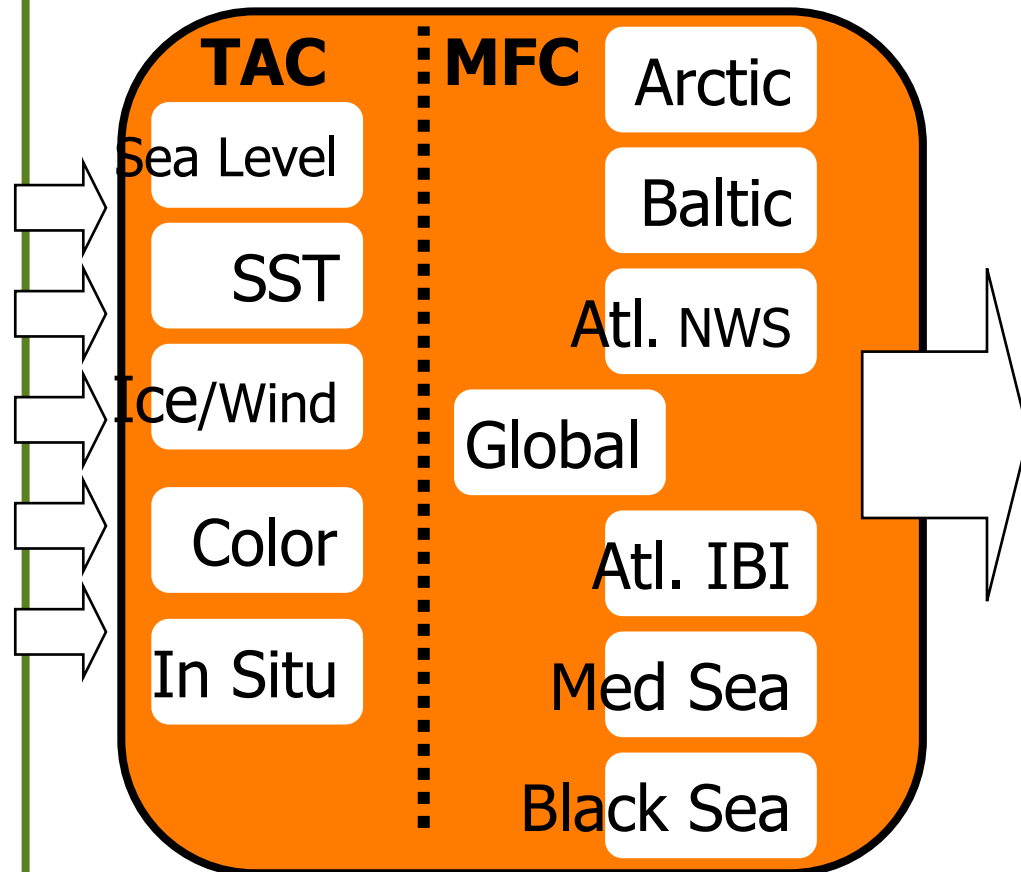 TAC
Sea Level
SST
Ice/Wind
Color
In Situ
MFC
Arctic
Baltic
Atl. NWS
Global
Atl. IBI
Med Sea
Black Sea